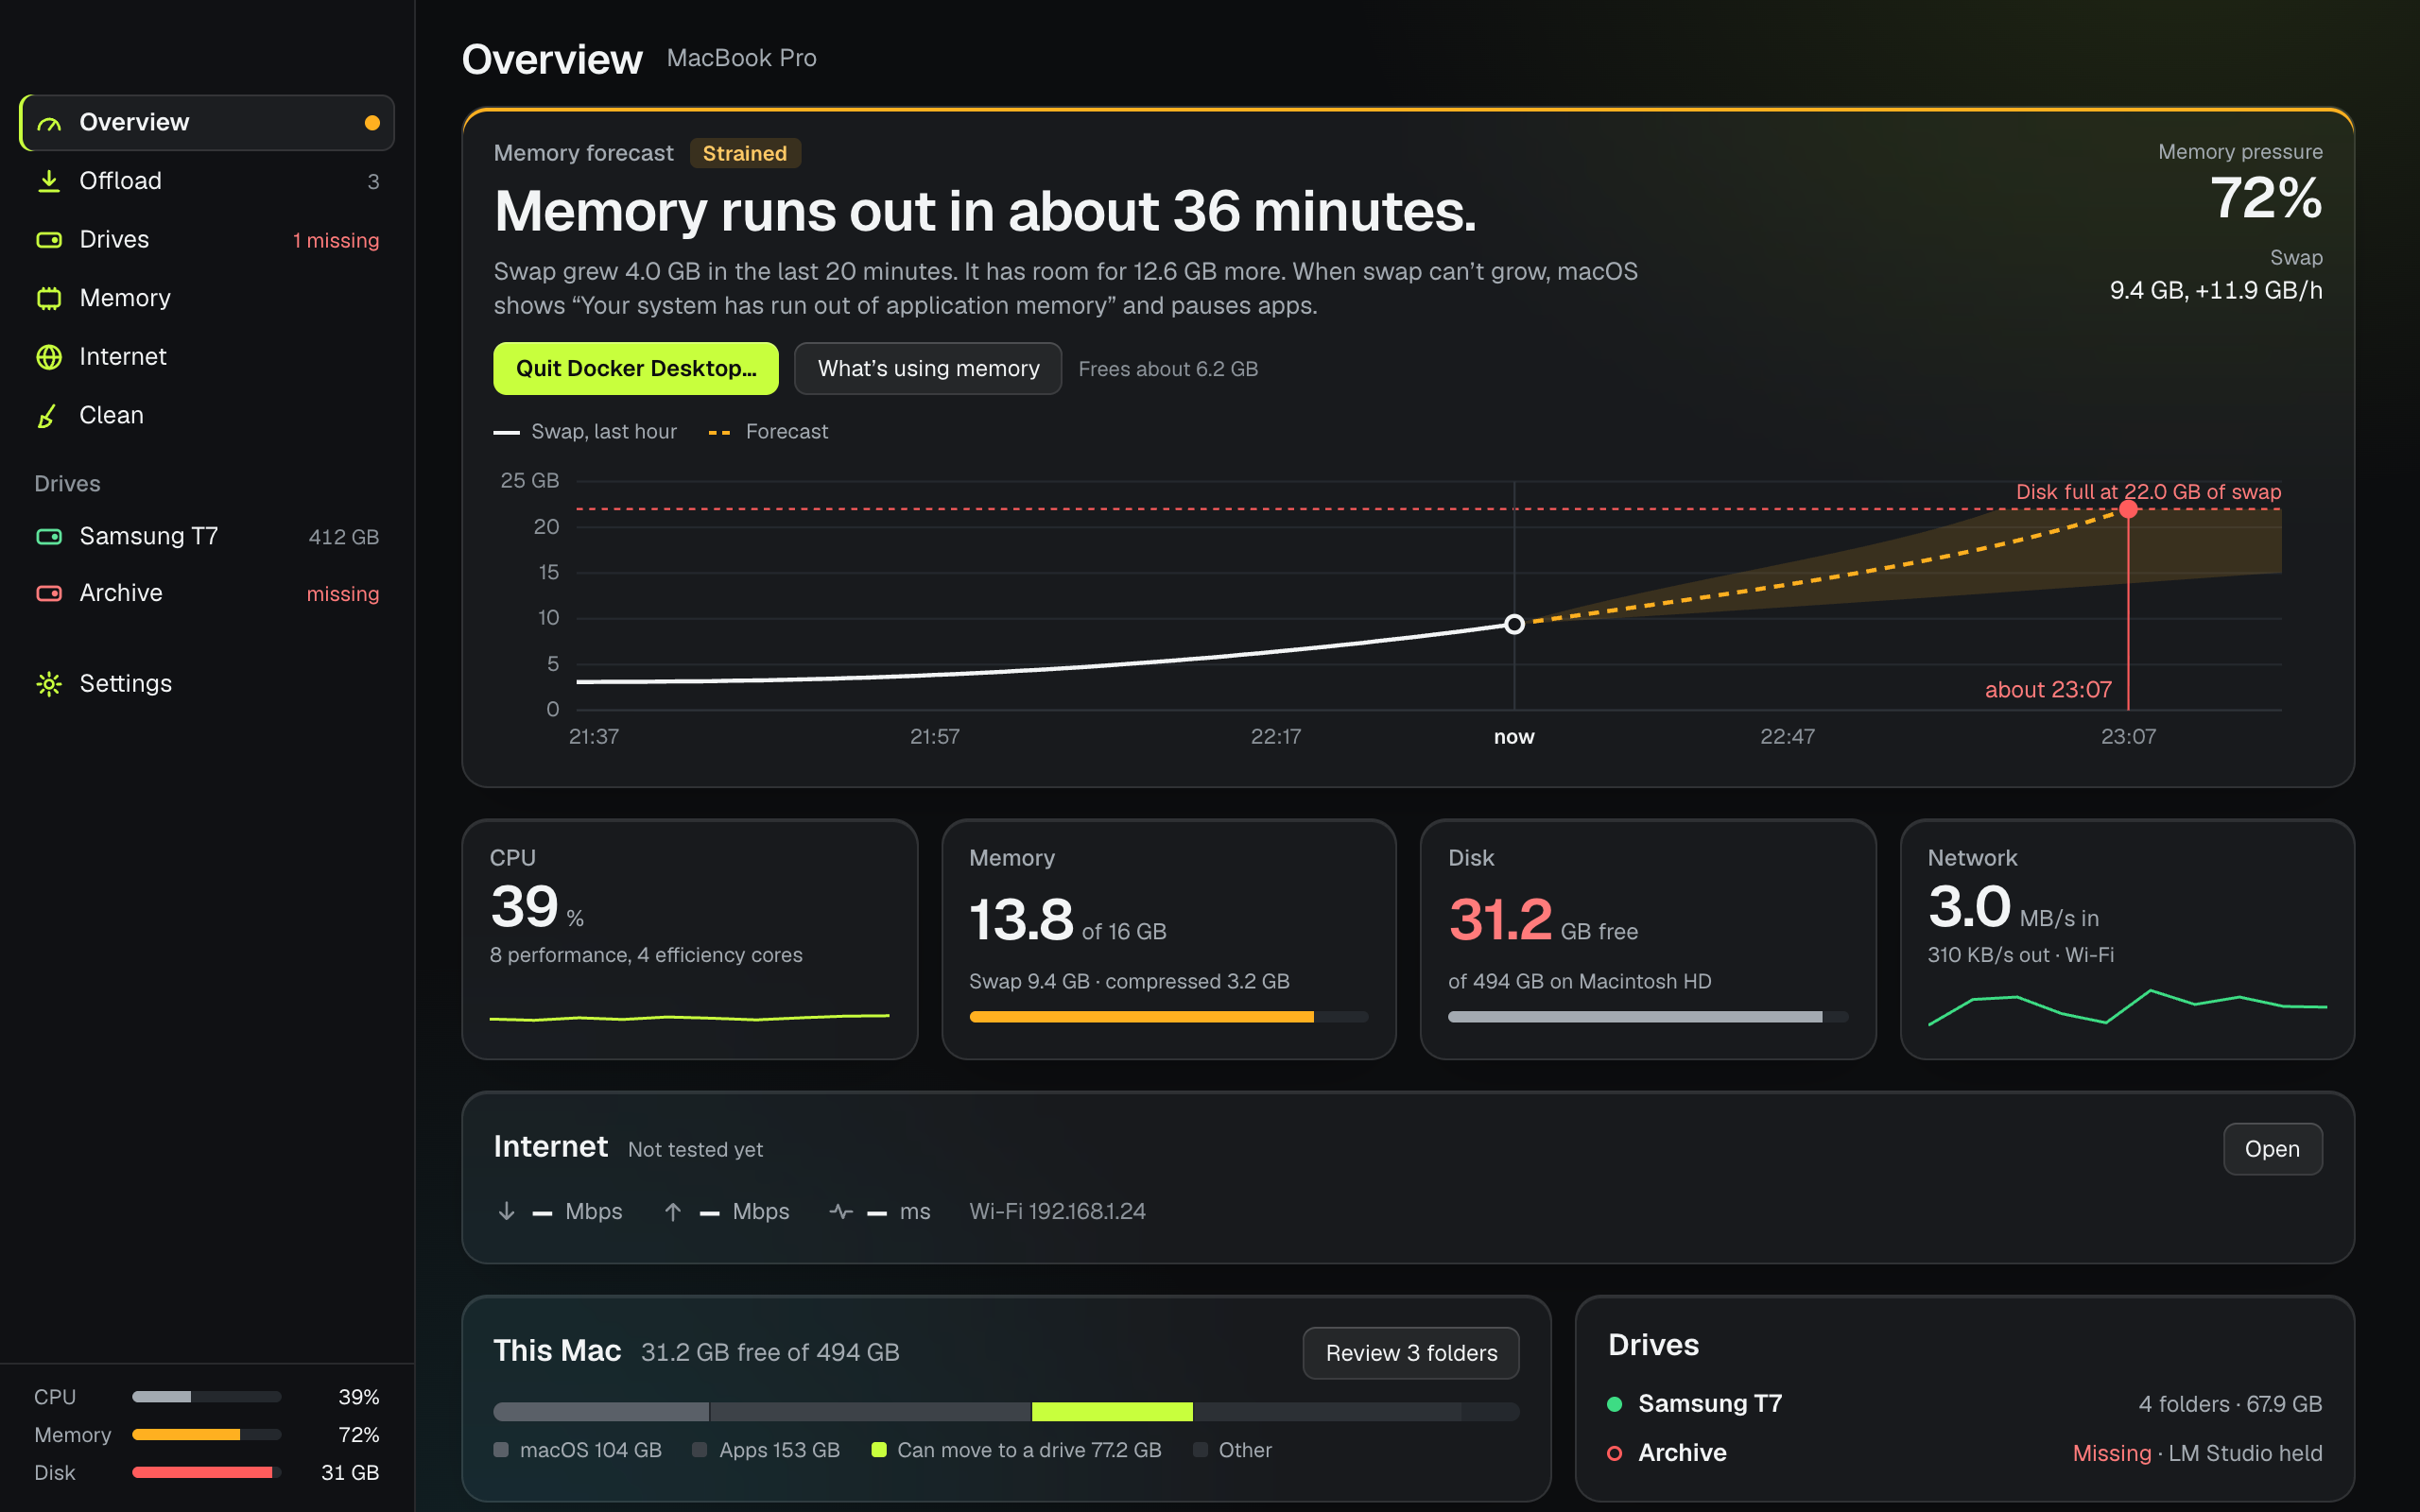 Overview
Offload 3
Drives 1 missing
Memory
Internet
Clean
Drives
Samsung T7 412 GB
Archive missing
Settings
CPU 39%
Memory 72%
Disk 31 GB
Overview MacBook Pro
Memory forecast Strained
Memory runs out in about 36 minutes.
Swap grew 4.0 GB in the last 20 minutes. It has room for 12.6 GB more. When swap can’t grow, macOS
shows “Your system has run out of application memory” and pauses apps.
Quit Docker Desktop… What’s using memory Frees about 6.2 GB
Memory pressure
72%
Swap
9.4 GB, +11.9 GB/h
Swap, last hour Forecast
25 GB
20
15
10
5
0
Disk full at 22.0 GB of swap
about 23:07
21:37 21:57 22:17 now 22:47 23:07
CPU
39 %
8 performance, 4 efficiency cores
Memory
13.8 of 16 GB
Swap 9.4 GB · compressed 3.2 GB
Disk
31.2 GB free
of 494 GB on Macintosh HD
Network
3.0 MB/s in
310 KB/s out · Wi-Fi
Internet Not tested yet Open
– Mbps – Mbps – ms Wi-Fi 192.168.1.24
This Mac 31.2 GB free of 494 GB Review 3 folders
macOS 104 GB Apps 153 GB Can move to a drive 77.2 GB Other
Drives
Samsung T7 4 folders · 67.9 GB
Archive Missing · LM Studio held